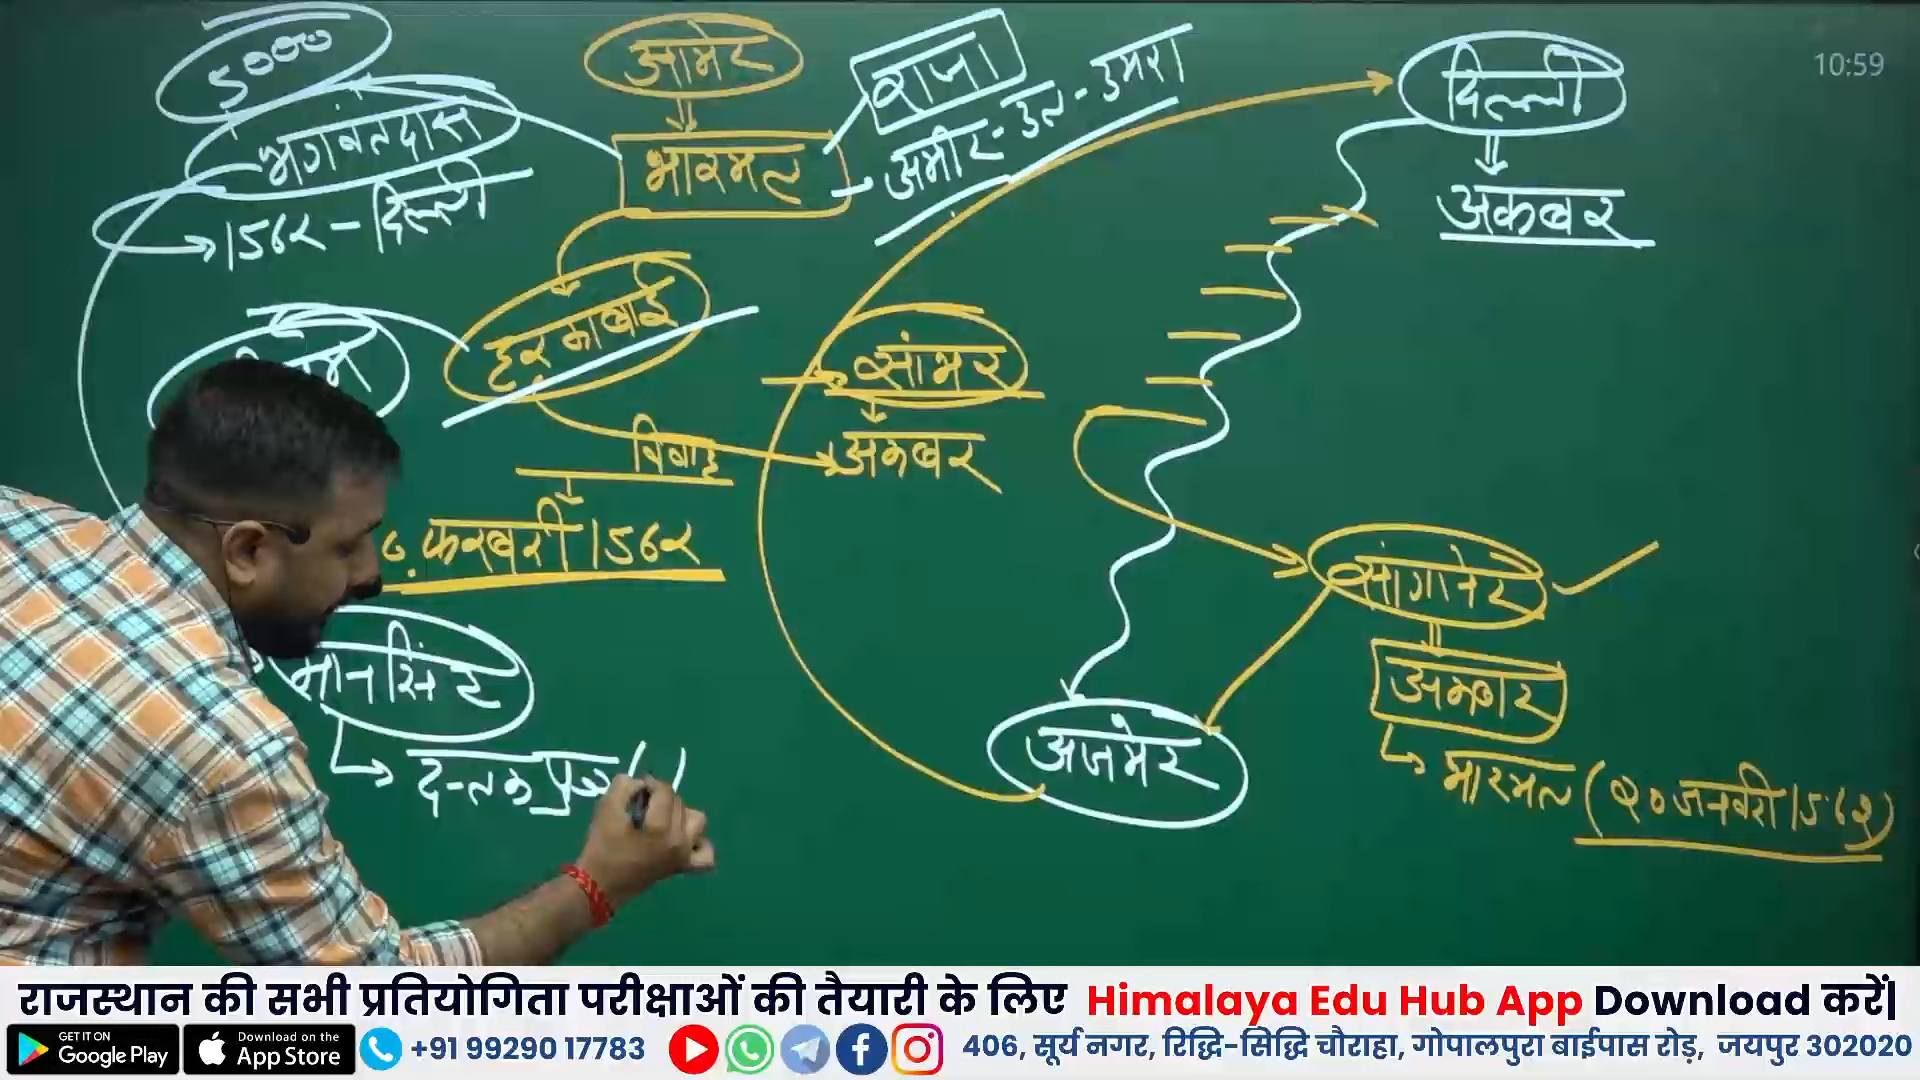 5000
आमेर
राजा
अमीर-उल-उमरा
दिल्ली
10:59
भगवंतदास
भारमल
1562-दिल्ली
अकबर
हरकाबाई
सांभर
विवाह
अकबर
फरवरी 1562
सांगानेर
मानसिंह
अकबर
दत्तक पुत्र
अजमेर
भारमल (20 जनवरी 1562)
राजस्थान की सभी प्रतियोगिता परीक्षाओं की तैयारी के लिए Himalaya Edu Hub App Download करें|
GET IT ON Google Play
Download on the App Store
+91 99290 17783
406, सूर्य नगर, रिद्धि-सिद्धि चौराहा, गोपालपुरा बाईपास रोड़, जयपुर 302020